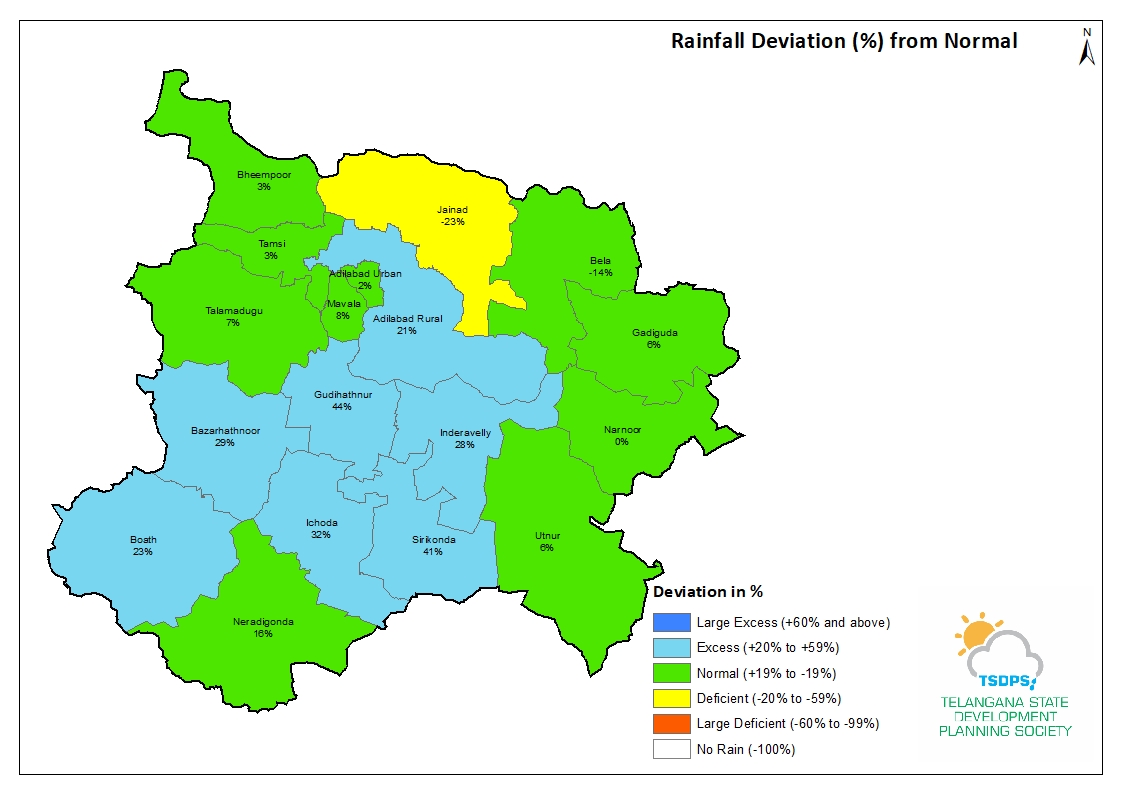 Rainfall Deviation (%) from Normal
N
Bheempoor
3%
Jainad
-23%
Tamsi
3%
Bela
-14%
Adilabad Urban
2%
Mavala
8%
Talamadugu
7%
Adilabad Rural
21%
Gadiguda
6%
Gudihathnur
44%
Bazarhathnoor
29%
Inderavelly
28%
Narnoor
0%
Ichoda
32%
Boath
23%
Sirikonda
41%
Utnur
6%
Neradigonda
16%
Deviation in %
Large Excess (+60% and above)
Excess (+20% to +59%)
Normal (+19% to -19%)
Deficient (-20% to -59%)
Large Deficient (-60% to -99%)
No Rain (-100%)
TSDPS
TELANGANA STATE
DEVELOPMENT
PLANNING SOCIETY